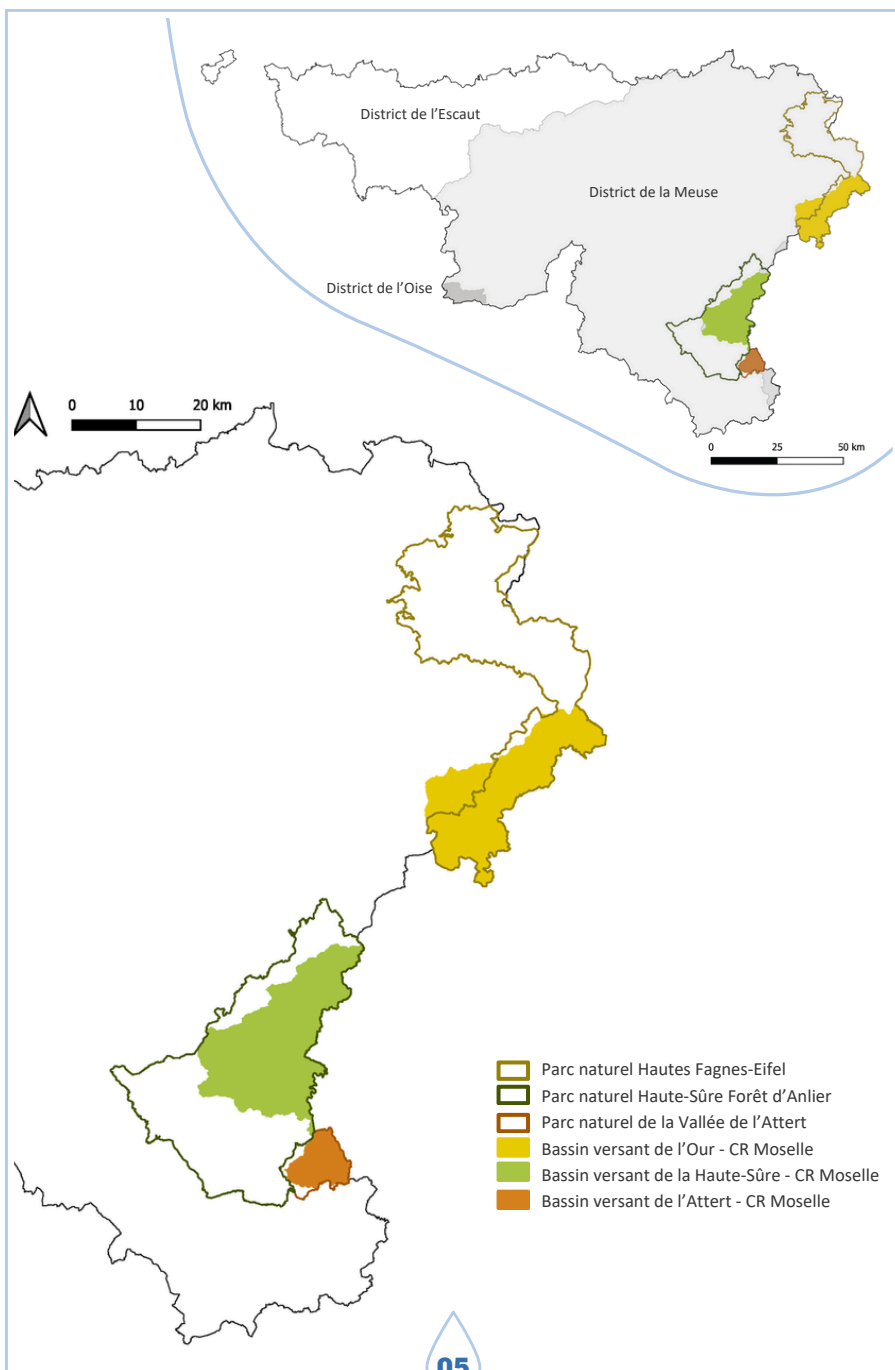 District de l’Escaut
District de la Meuse
District de l’Oise
0 25 50 km
0 10 20 km
Parc naturel Hautes Fagnes-Eifel
Parc naturel Haute-Sûre Forêt d’Anlier
Parc naturel de la Vallée de l’Attert
Bassin versant de l’Our - CR Moselle
Bassin versant de la Haute-Sûre - CR Moselle
Bassin versant de l’Attert - CR Moselle
05